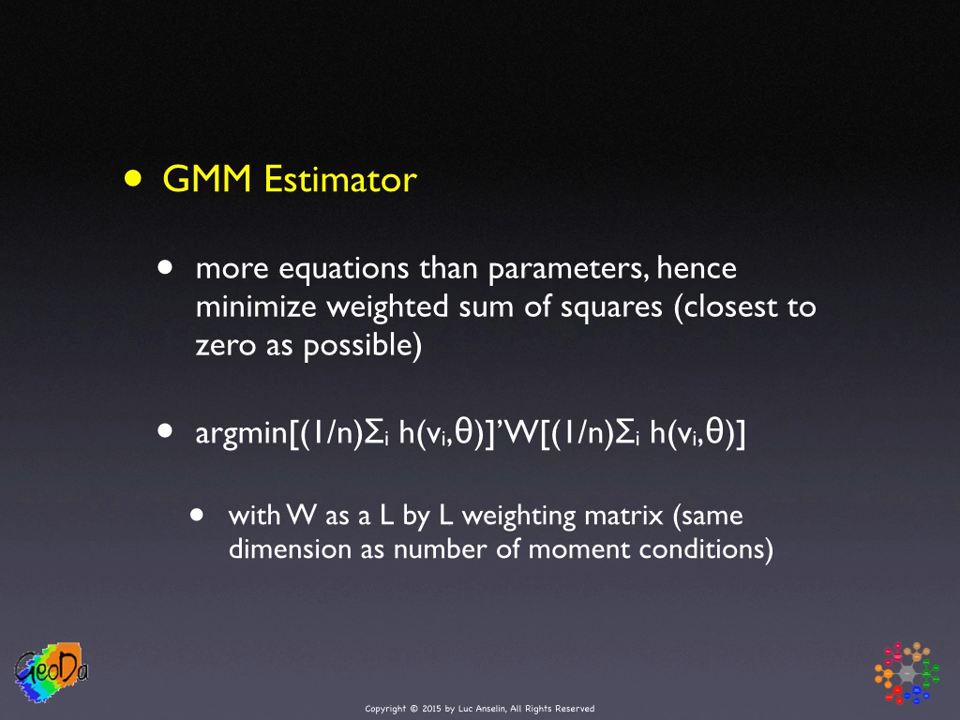 GMM Estimator
more equations than parameters, hence
minimize weighted sum of squares (closest to
zero as possible)
argmin[(1/n)Σᵢ h(vᵢ,θ)]’W[(1/n)Σᵢ h(vᵢ,θ)]
with W as a L by L weighting matrix (same
dimension as number of moment conditions)
GeoDa
Copyright © 2015 by Luc Anselin, All Rights Reserved